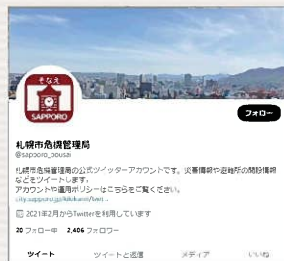 そなえ
SAPPORO
フォロー
札幌市危機管理局
@sapporo_bousai
札幌市危機管理局の公式ツイッターアカウントです。災害情報や避難所の開設情報
などをツイートします。
アカウントや運用ポリシーはこちらをご覧ください。
city.sapporo.jp/kikikanri/twit...
2021年2月からTwitterを利用しています
20 フォロー中 2,406 フォロワー
ツイート ツイートと返信 メディア いいね